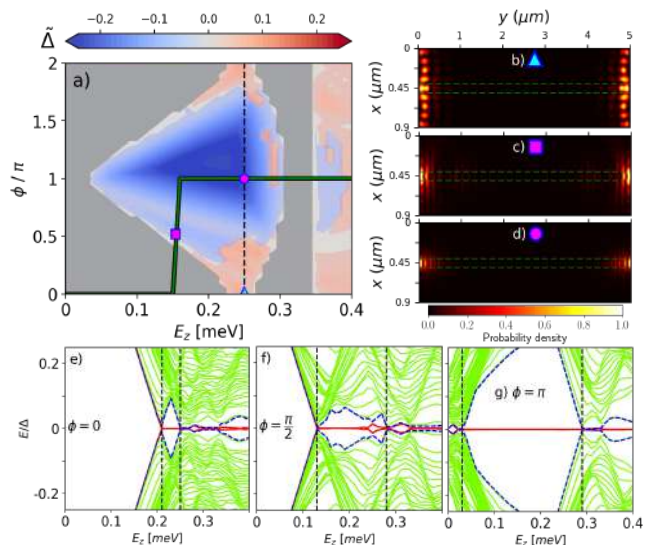 −0.2 −0.1 0.0 0.1 0.2
Δ̃
a)
2
1.5
1
0.5
0
ϕ / π
0 0.1 0.2 0.3 0.4
E_z [meV]
y (μm)
0 1 2 3 4 5
b)
0
0.45
0.9
x (μm)
c)
0
0.45
0.9
x (μm)
d)
0
0.45
0.9
x (μm)
0.0 0.2 0.4 0.6 0.8 1.0
Probability density
e)
ϕ = 0
0.2
0
-0.2
E/Δ
0 0.1 0.2 0.3 0.4
E_z [meV]
f)
ϕ = π/2
0 0.1 0.2 0.3 0.4
E_z [meV]
g) ϕ = π
0 0.1 0.2 0.3 0.4
E_z [meV]